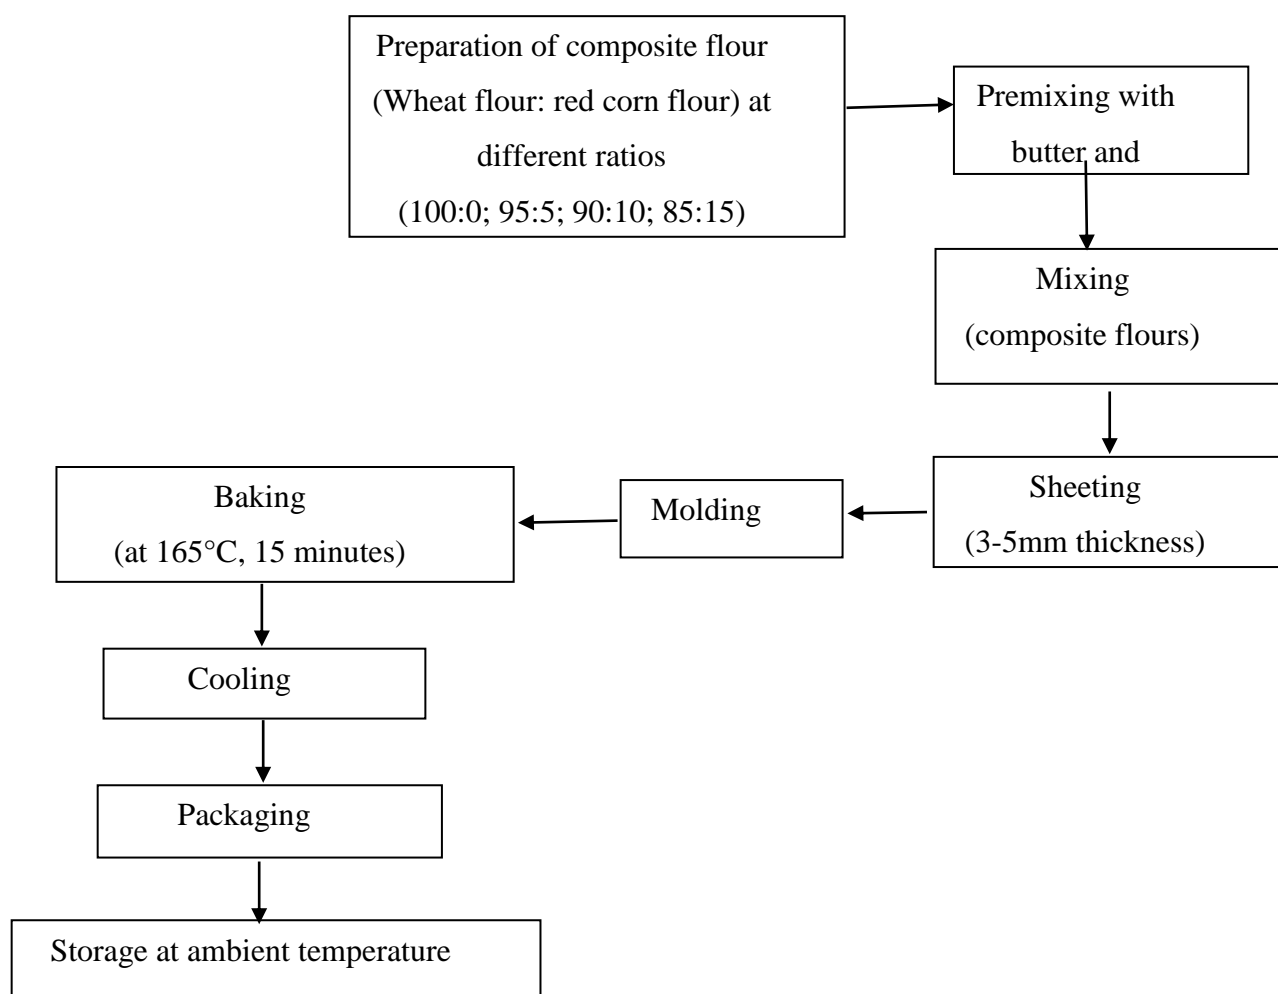 Preparation of composite flour
(Wheat flour: red corn flour) at
different ratios
(100:0; 95:5; 90:10; 85:15)
Premixing with
butter and
Mixing
(composite flours)
Sheeting
(3-5mm thickness)
Molding
Baking
(at 165°C, 15 minutes)
Cooling
Packaging
Storage at ambient temperature